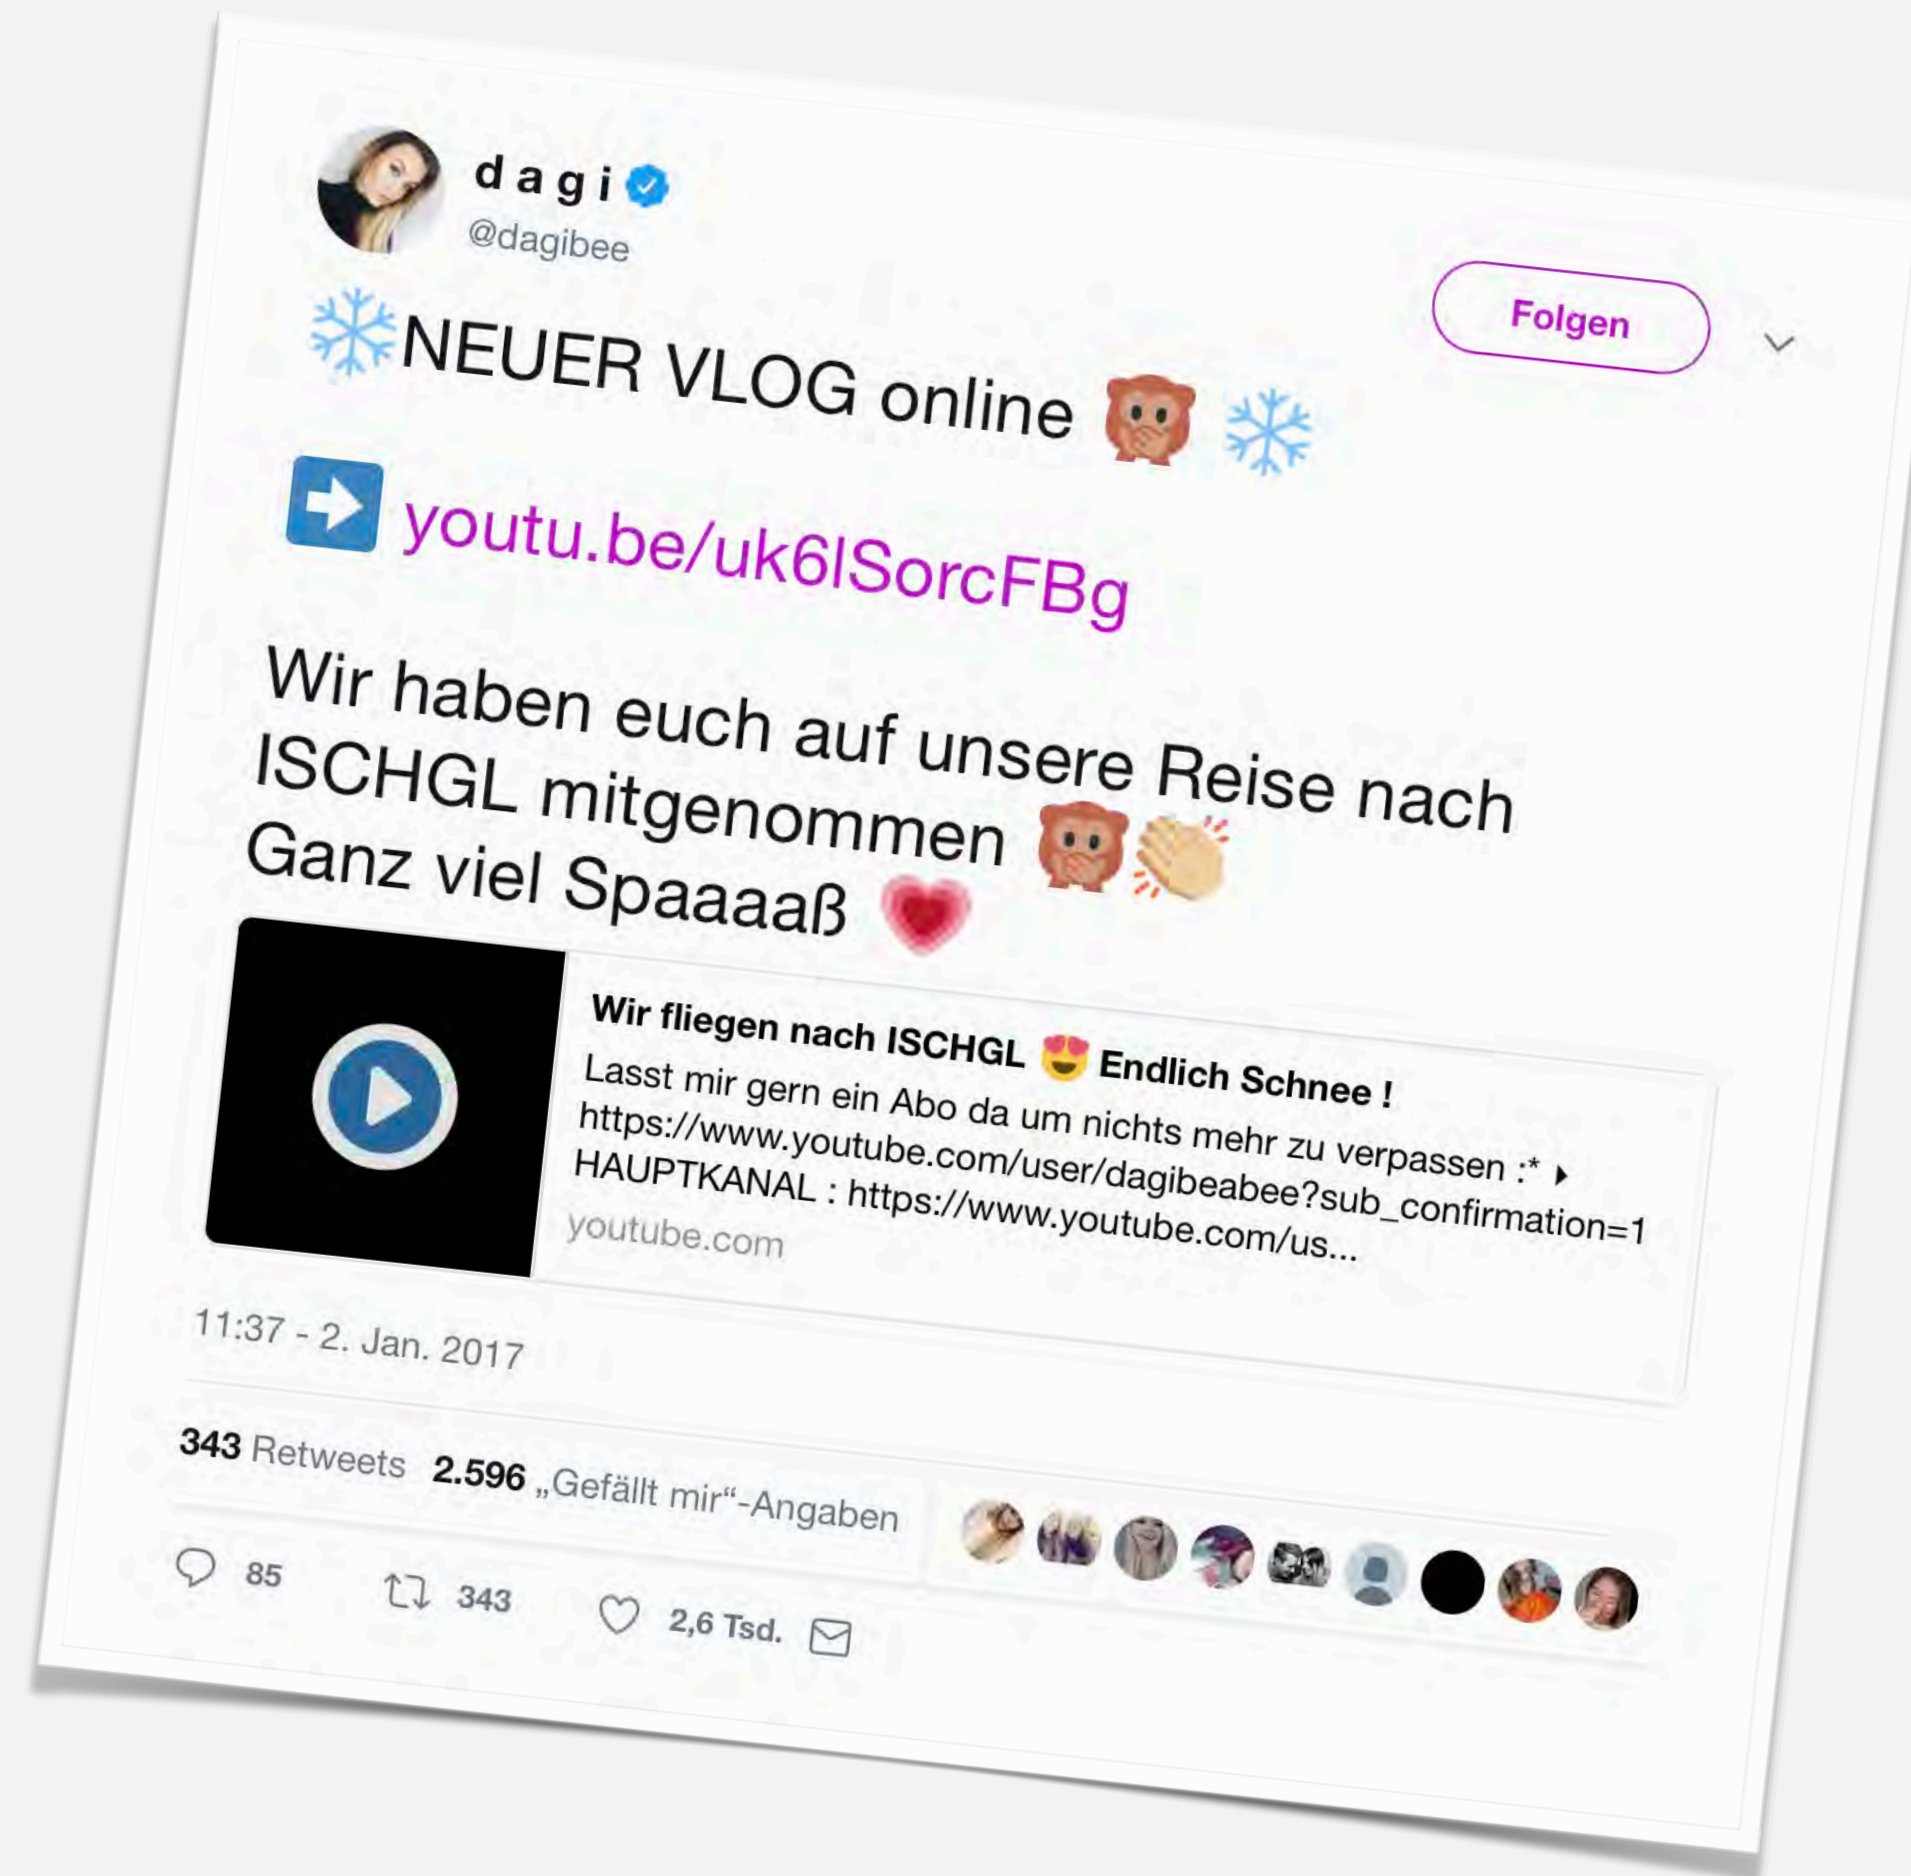 d a g i
@dagibee
Folgen
❄️NEUER VLOG online 🙊 ❄️
➡️ youtu.be/uk6lSorcFBg
Wir haben euch auf unsere Reise nach
ISCHGL mitgenommen 🙊👏🏼
Ganz viel Spaaaaß 💗
Wir fliegen nach ISCHGL 😍 Endlich Schnee !
Lasst mir gern ein Abo da um nichts mehr zu verpassen :* ▸
https://www.youtube.com/user/dagibeabee?sub_confirmation=1
HAUPTKANAL : https://www.youtube.com/us...
youtube.com
11:37 - 2. Jan. 2017
343 Retweets 2.596 „Gefällt mir“-Angaben
85 343 2,6 Tsd.